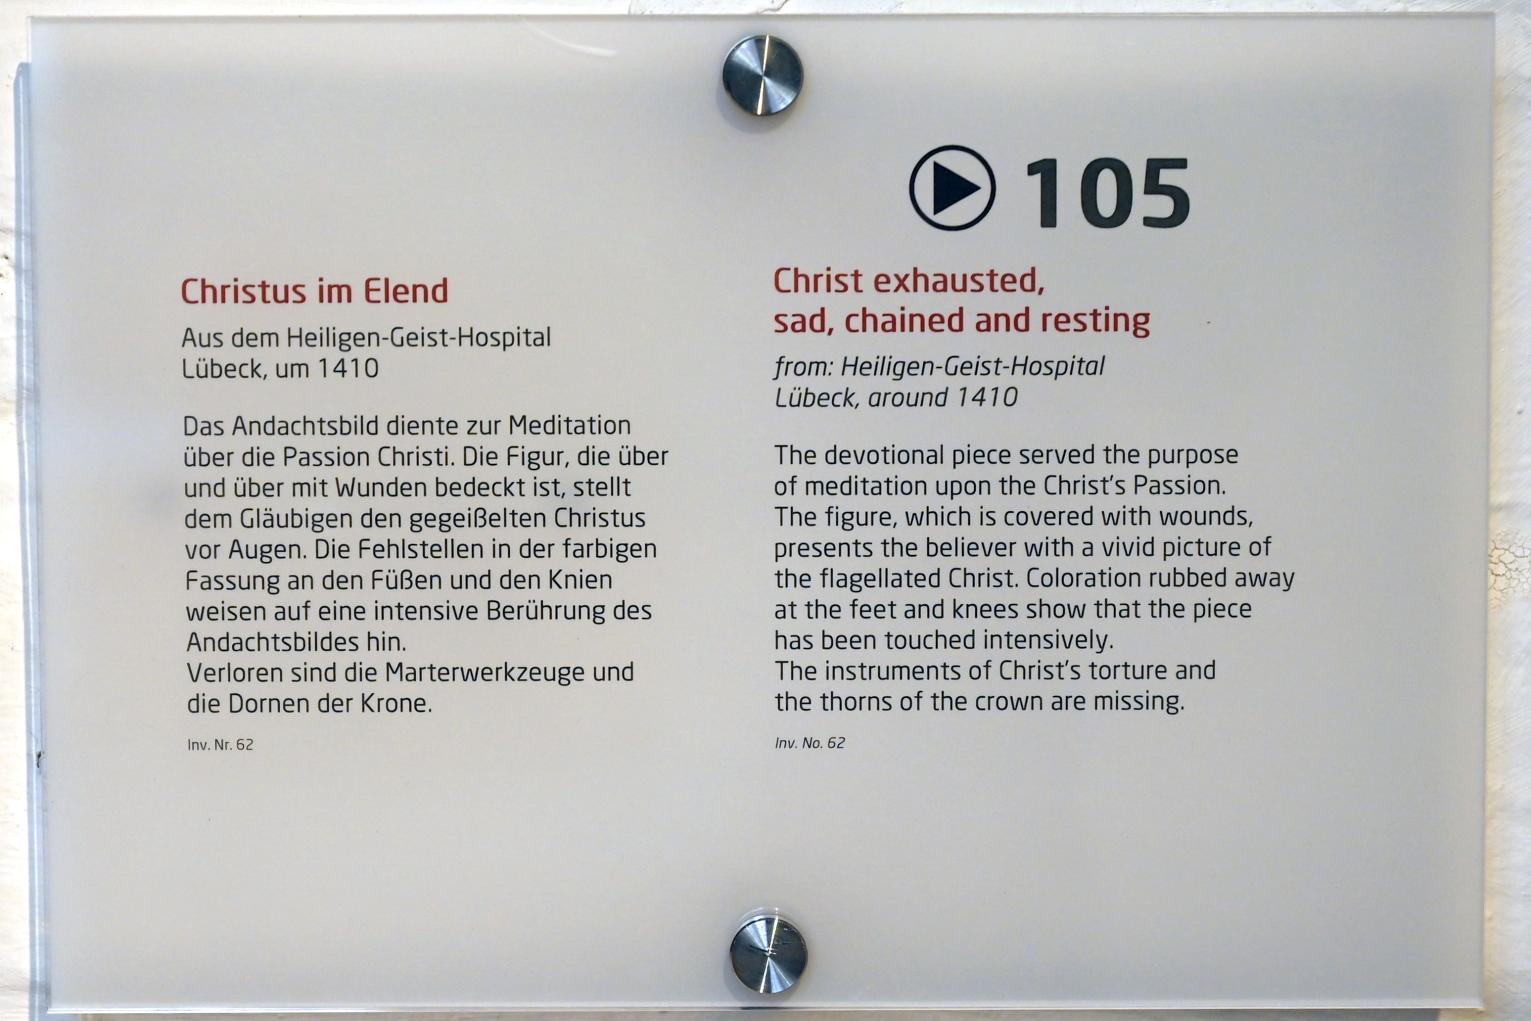 Christus im Elend
Aus dem Heiligen-Geist-Hospital
Lübeck, um 1410
Das Andachtsbild diente zur Meditation
über die Passion Christi. Die Figur, die über
und über mit Wunden bedeckt ist, stellt
dem Gläubigen den gegeißelten Christus
vor Augen. Die Fehlstellen in der farbigen
Fassung an den Füßen und den Knien
weisen auf eine intensive Berührung des
Andachtsbildes hin.
Verloren sind die Marterwerkzeuge und
die Dornen der Krone.
Inv. Nr. 62
105
Christ exhausted,
sad, chained and resting
from: Heiligen-Geist-Hospital
Lübeck, around 1410
The devotional piece served the purpose
of meditation upon the Christ's Passion.
The figure, which is covered with wounds,
presents the believer with a vivid picture of
the flagellated Christ. Coloration rubbed away
at the feet and knees show that the piece
has been touched intensively.
The instruments of Christ's torture and
the thorns of the crown are missing.
Inv. No. 62